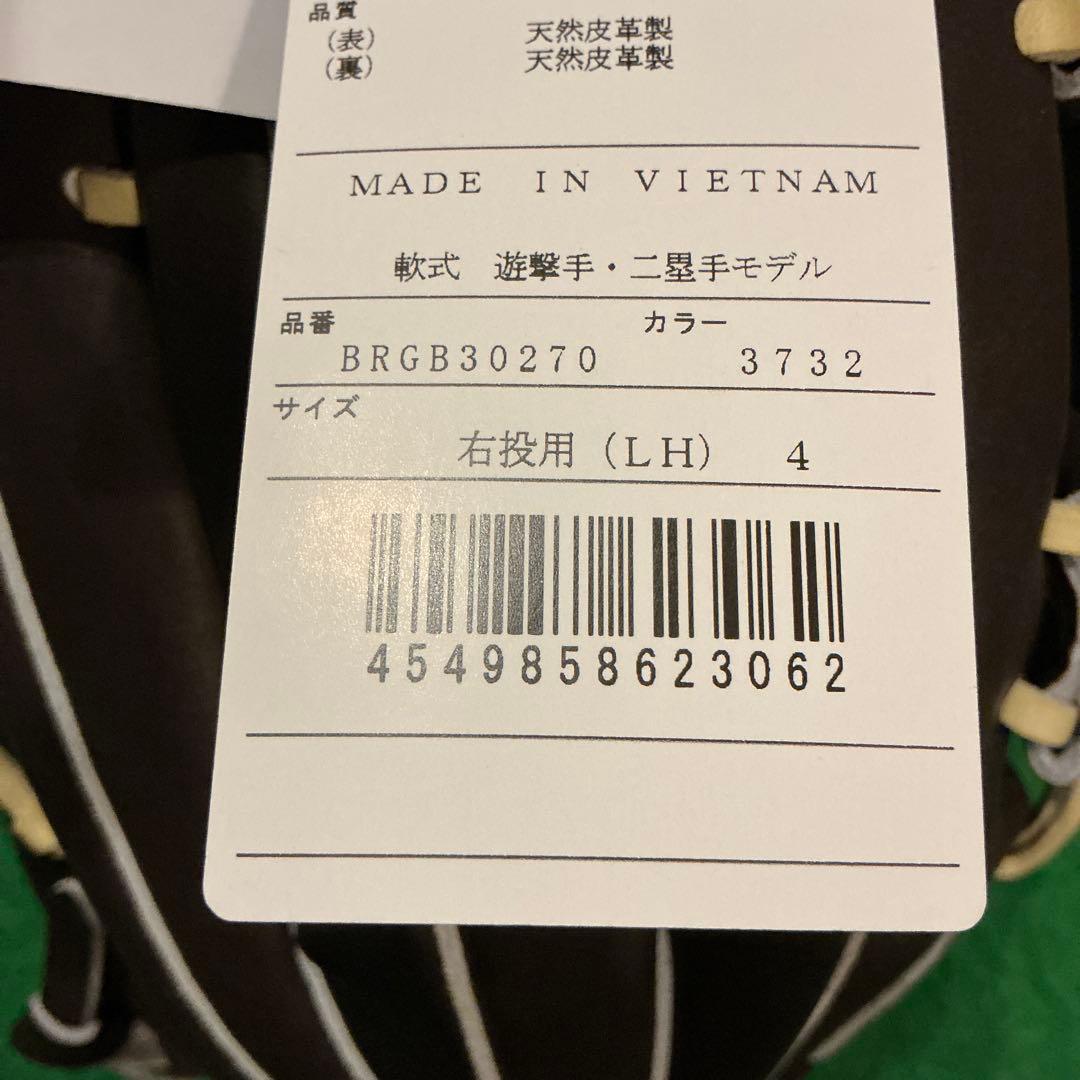 品質
(表) 天然皮革製
(裏) 天然皮革製
MADE IN VIETNAM
軟式 遊撃手・二塁手モデル
品番 カラー
BRGB30270 3732
サイズ
右投用(LH) 4
4549858623062